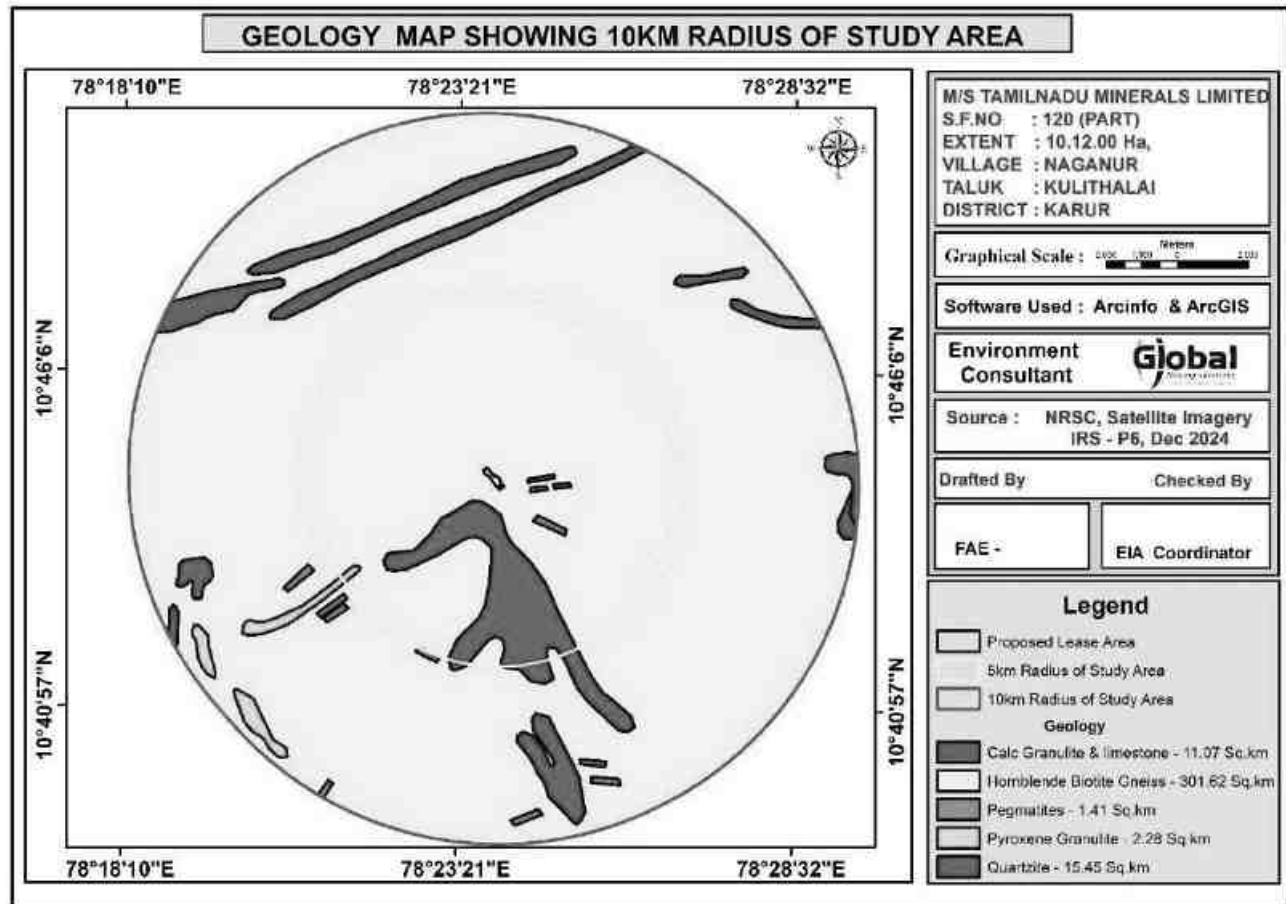 GEOLOGY MAP SHOWING 10KM RADIUS OF STUDY AREA
78°18'10"E
78°23'21"E
78°28'32"E
10°46'6"N
10°46'6"N
10°40'57"N
10°40'57"N
78°18'10"E
78°23'21"E
78°28'32"E
M/S TAMILNADU MINERALS LIMITED
S.F.NO : 120 (PART)
EXTENT : 10.12.00 Ha,
VILLAGE : NAGANUR
TALUK : KULITHALAI
DISTRICT : KARUR
Graphical Scale :
Meters
0
Software Used : Arcinfo & ArcGIS
Environment
Consultant
Global
Source : NRSC, Satellite Imagery
IRS - P6, Dec 2024
Drafted By
Checked By
FAE -
EIA Coordinator
Legend
Proposed Lease Area
5km Radius of Study Area
10km Radius of Study Area
Geology
Calc Granulite & limestone - 11.07 Sq.km
Hornblende Biotite Gneiss - 301.62 Sq.km
Pegmatites - 1.41 Sq.km
Pyroxene Granulite - 2.28 Sq.km
Quartzite - 15.45 Sq.km